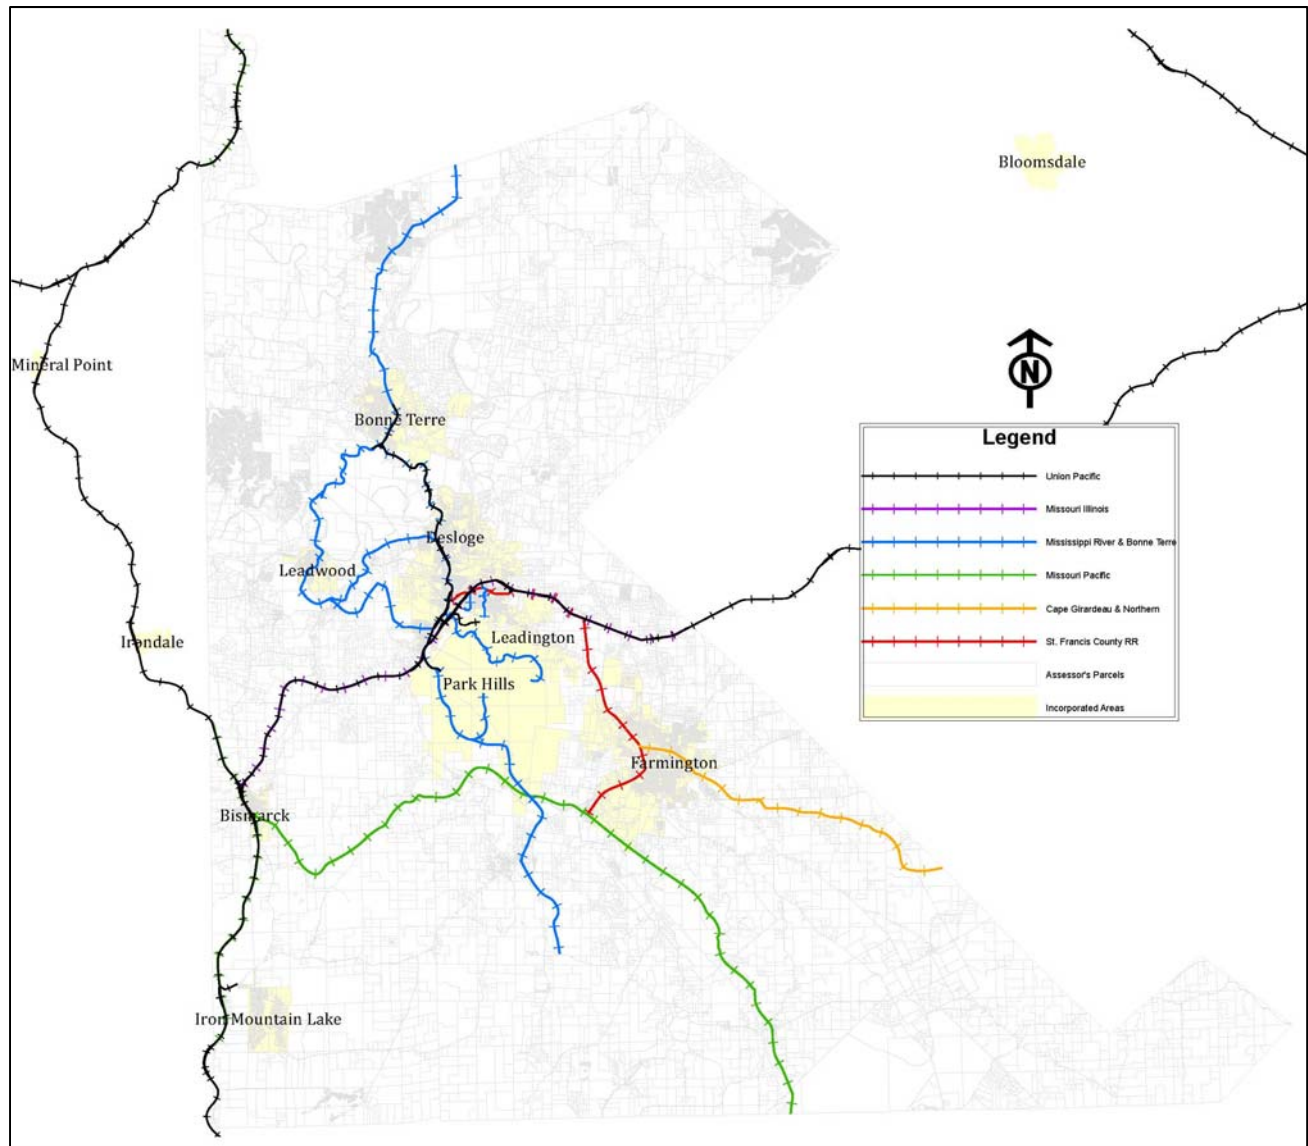 Bloomsdale
Mineral Point
N
Bonne Terre
Legend
Union Pacific
Missouri Illinois
Desloge
Mississippi River & Bonne Terre
Leadwood
Missouri Pacific
Cape Girardeau & Northern
Irondale
Leadington
St. Francis County RR
Assessor's Parcels
Park Hills
Incorporated Areas
Farmington
Bismarck
Iron Mountain Lake